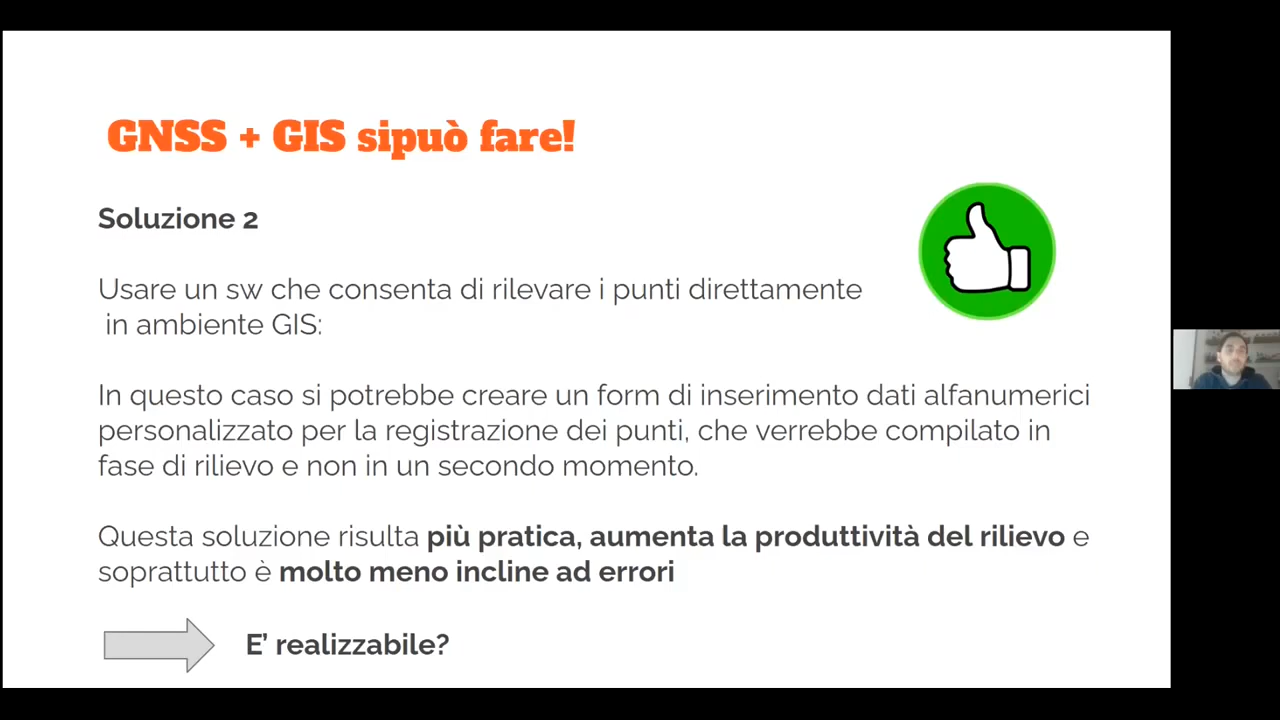 GNSS + GIS sipuò fare!
Soluzione 2
Usare un sw che consenta di rilevare i punti direttamente
in ambiente GIS:
In questo caso si potrebbe creare un form di inserimento dati alfanumerici
personalizzato per la registrazione dei punti, che verrebbe compilato in
fase di rilievo e non in un secondo momento.
Questa soluzione risulta più pratica, aumenta la produttività del rilievo e
soprattutto è molto meno incline ad errori
E’ realizzabile?